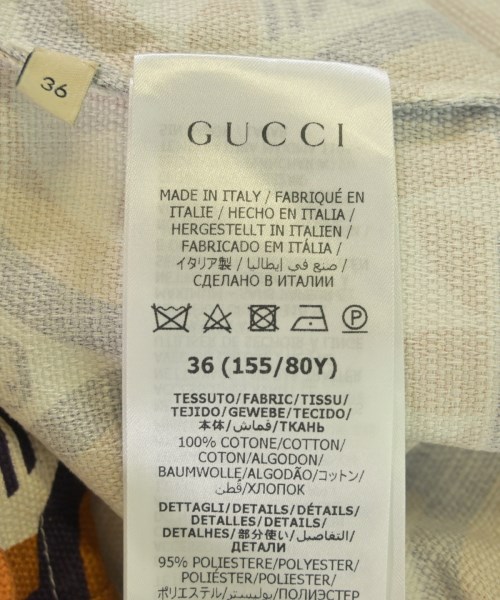 36
GUCCI
MADE IN ITALY / FABRIQUÉ EN
ITALIE / HECHO EN ITALIA /
HERGESTELLT IN ITALIEN /
FABRICADO EM ITÁLIA /
イタリア製 / صنع في إيطاليا /
СДЕЛАНО В ИТАЛИИ
P
36 (155/80Y)
TESSUTO/FABRIC/TISSU/
TEJIDO/GEWEBE/TECIDO/
本体/قماش/ТКАНЬ
100% COTONE/COTTON/
COTON/ALGODON/
BAUMWOLLE/ALGODÃO/コットン/
قطن/ХЛОПОК
DETTAGLI/DETAILS/DÉTAILS/
DETALLES/DETAILS/
DETALHES/部分使い/التفاصيل/
ДЕТАЛИ
95% POLIESTERE/POLYESTER/
POLIÉSTER/POLIESTER/
ポリエステル/بوليستر/ПОЛИЭСТЕР